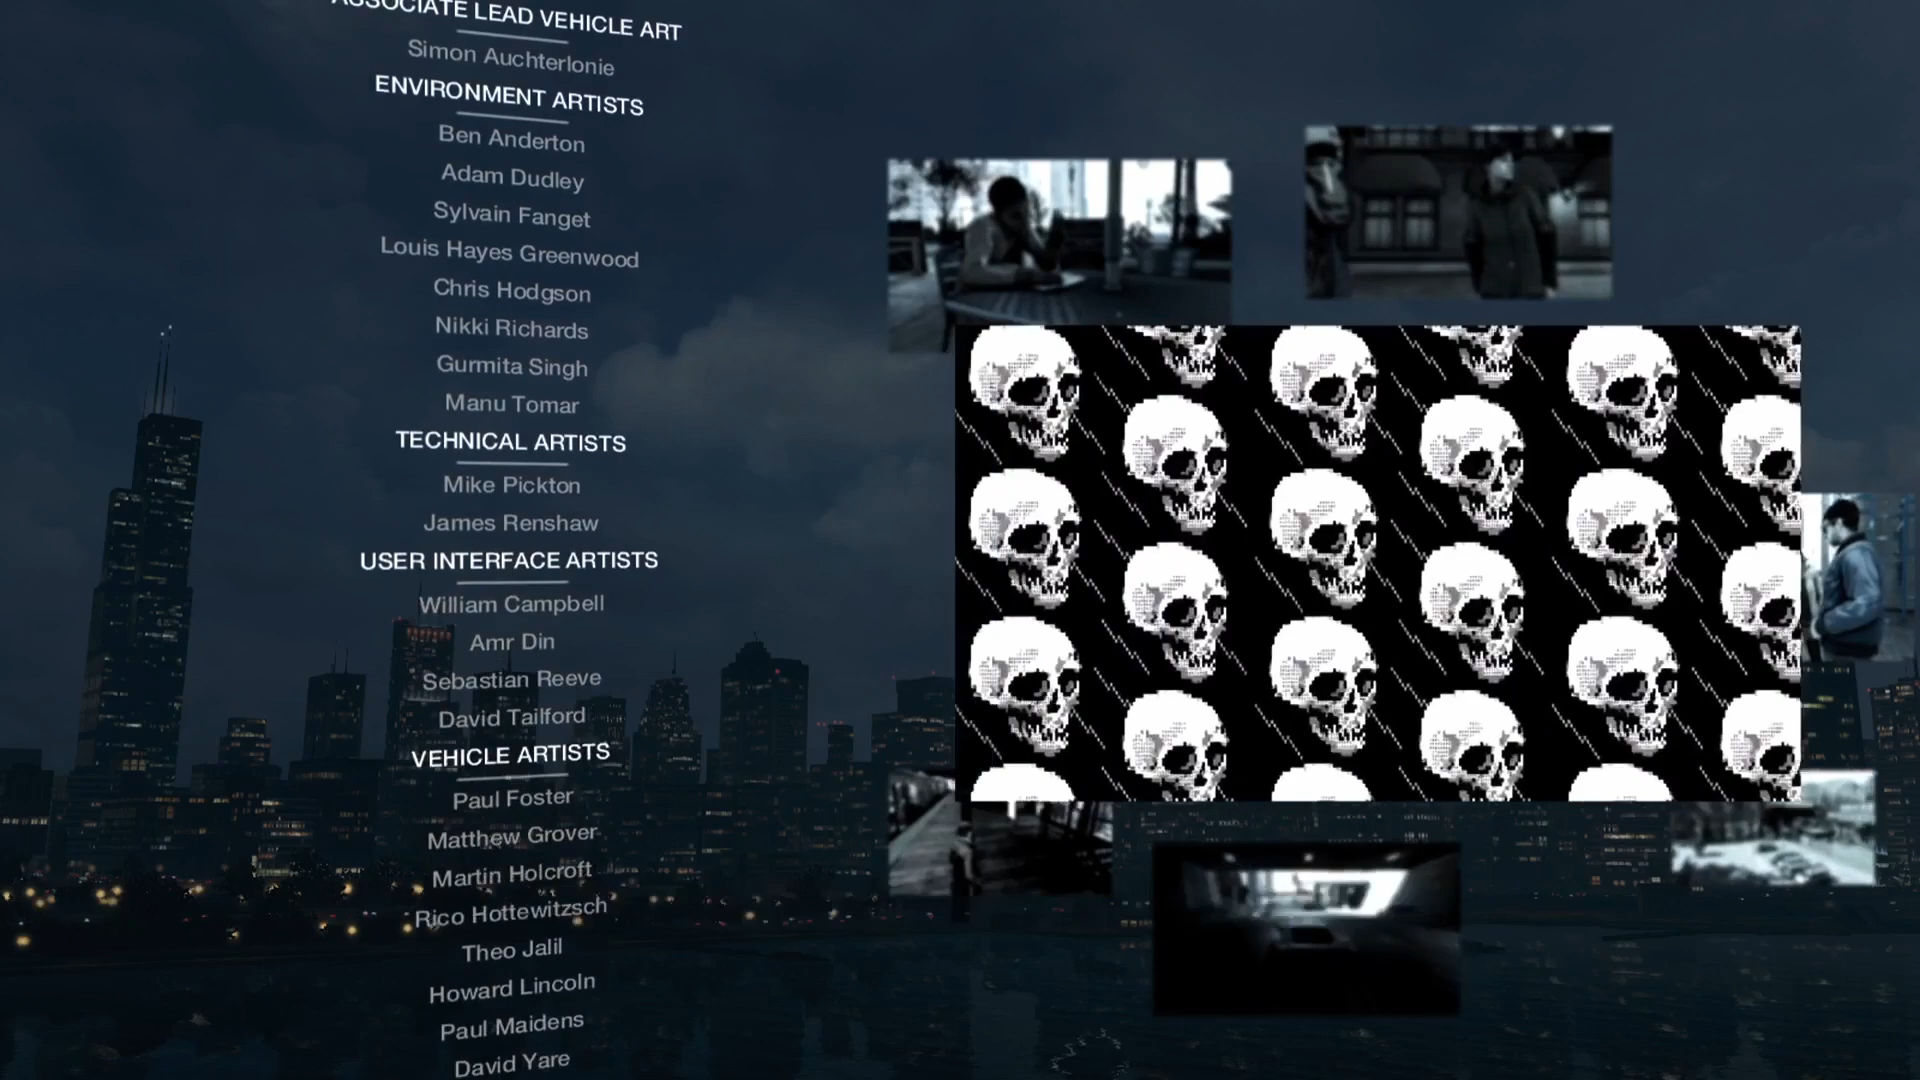 ASSOCIATE LEAD VEHICLE ART
Simon Auchterlonie
ENVIRONMENT ARTISTS
Ben Anderton
Adam Dudley
Sylvain Fanget
Louis Hayes Greenwood
Chris Hodgson
Nikki Richards
Gurmita Singh
Manu Tomar
TECHNICAL ARTISTS
Mike Pickton
James Renshaw
USER INTERFACE ARTISTS
William Campbell
Amr Din
Sebastian Reeve
David Tailford
VEHICLE ARTISTS
Paul Foster
Matthew Grover
Martin Holcroft
Rico Hottewitzsch
Theo Jalil
Howard Lincoln
Paul Maidens
David Yare